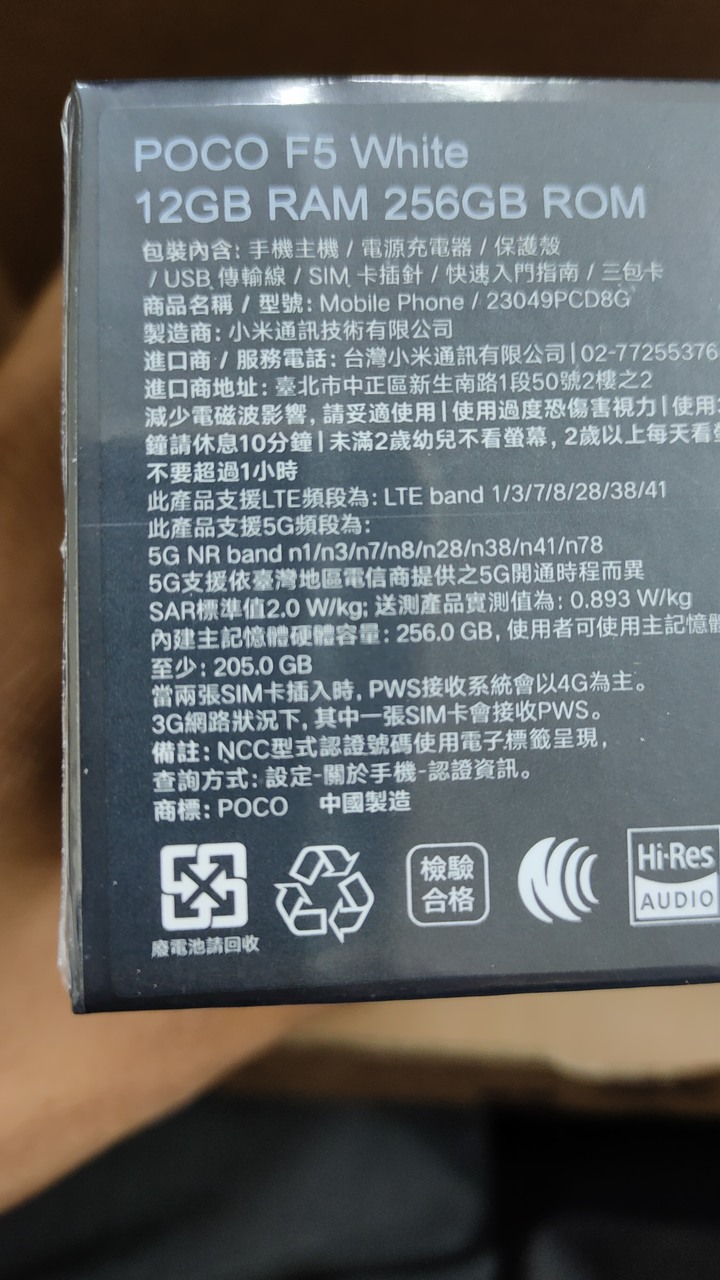 POCO F5 White
12GB RAM 256GB ROM
包裝內含: 手機主機 / 電源充電器 / 保護殼
/ USB 傳輸線 / SIM 卡插針 / 快速入門指南 / 三包卡
商品名稱 / 型號: Mobile Phone / 23049PCD8G
製造商: 小米通訊技術有限公司
進口商 / 服務電話: 台灣小米通訊有限公司 | 02-77255376
進口商地址: 臺北市中正區新生南路1段50號2樓之2
減少電磁波影響, 請妥適使用 | 使用過度恐傷害視力 | 使用
鐘請休息10分鐘 | 未滿2歲幼兒不看螢幕, 2歲以上每天看螢
不要超過1小時
此產品支援LTE頻段為: LTE band 1/3/7/8/28/38/41
此產品支援5G頻段為:
5G NR band n1/n3/n7/n8/n28/n38/n41/n78
5G支援依臺灣地區電信商提供之5G開通時程而異
SAR標準值2.0 W/kg; 送測產品實測值為: 0.893 W/kg
內建主記憶體硬體容量: 256.0 GB, 使用者可使用主記憶體
至少: 205.0 GB
當兩張SIM卡插入時, PWS接收系統會以4G為主。
3G網路狀況下, 其中一張SIM卡會接收PWS。
備註: NCC型式認證號碼使用電子標籤呈現,
查詢方式: 設定-關於手機-認證資訊。
商標: POCO 中國製造
檢驗
合格
Hi-Res
AUDIO
廢電池請回收